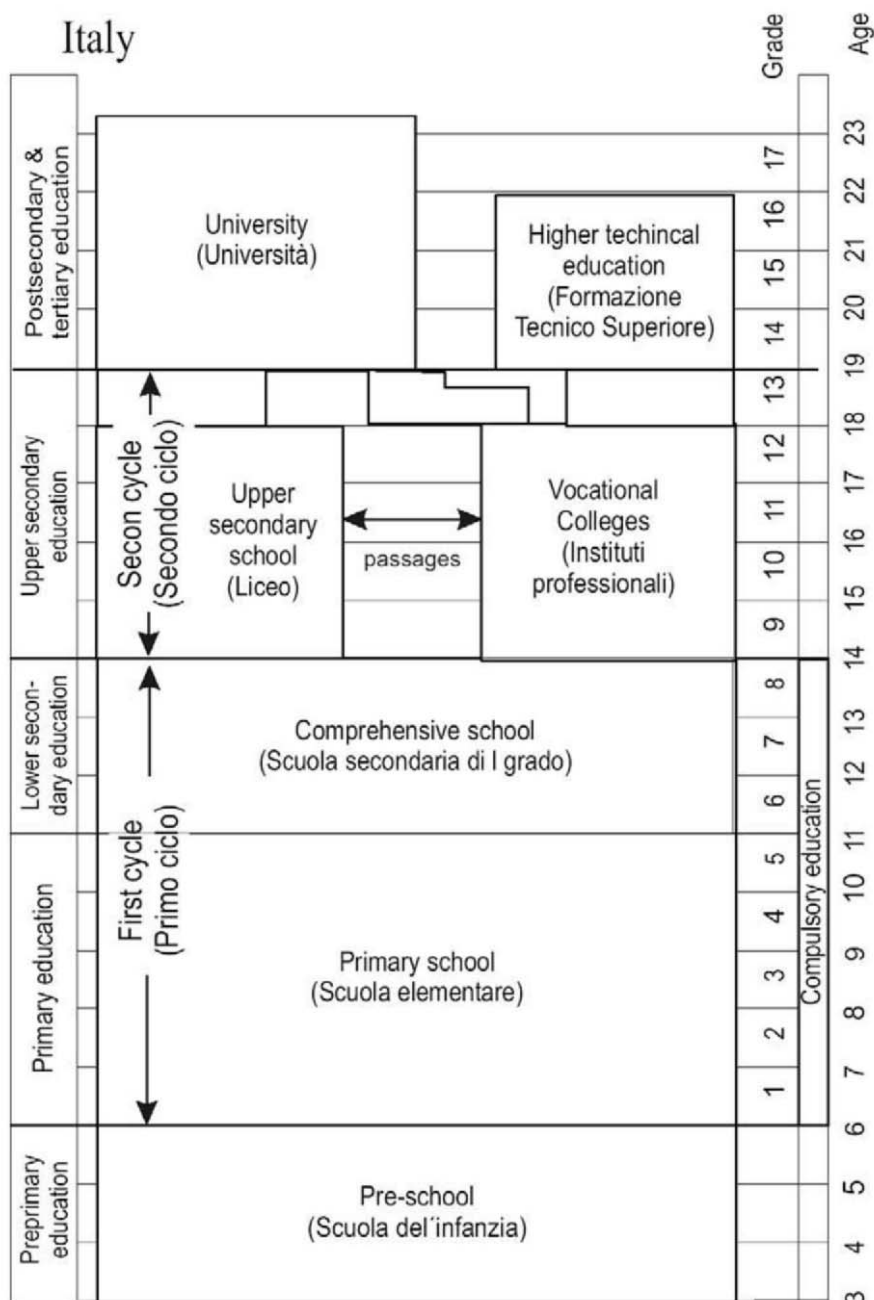 Italy
Grade
Age
Postsecondary &
tertiary education
Upper secondary
education
Lower secon-
dary education
Primary education
Preprimary
education
University
(Università)
Higher techincal
education
(Formazione
Tecnico Superiore)
Secon cycle
(Secondo ciclo)
Upper
secondary
school
(Liceo)
passages
Vocational
Colleges
(Instituti
professionali)
First cycle
(Primo ciclo)
Comprehensive school
(Scuola secondaria di I grado)
Primary school
(Scuola elementare)
Pre-school
(Scuola del´infanzia)
17
16
15
14
13
12
11
10
9
8
7
6
5
4
3
2
1
Compulsory education
23
22
21
20
19
18
17
16
15
14
13
12
11
10
9
8
7
6
5
4
3